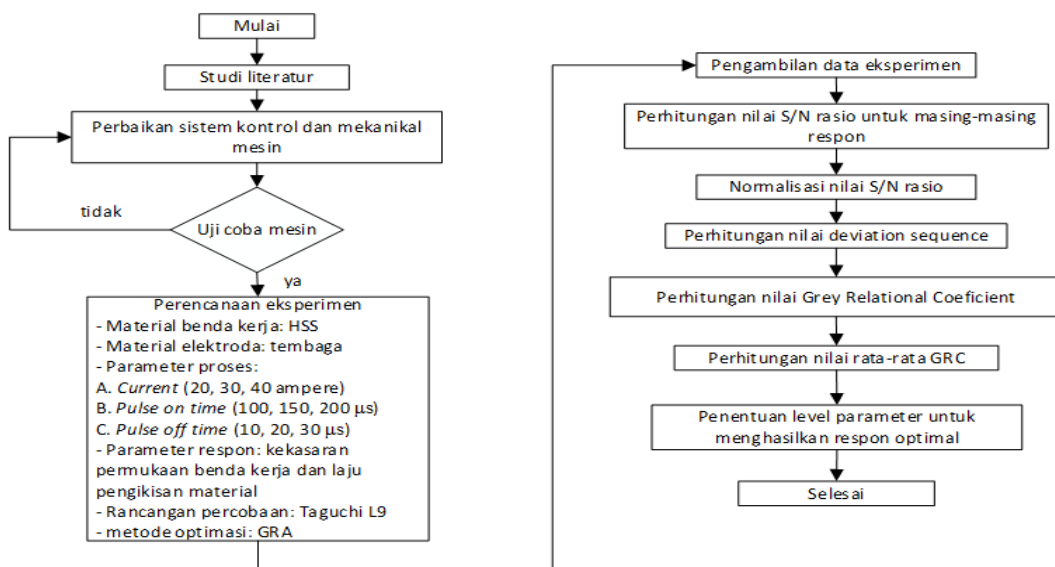 Mulai
Studi literatur
Perbaikan sistem kontrol dan mekanikal
mesin
tidak
Uji coba mesin
ya
Perencanaan eksperimen
- Material benda kerja: HSS
- Material elektroda: tembaga
- Parameter proses:
A. Current (20, 30, 40 ampere)
B. Pulse on time (100, 150, 200 µs)
C. Pulse off time (10, 20, 30 µs)
- Parameter respon: kekasaran
permukaan benda kerja dan laju
pengikisan material
- Rancangan percobaan: Taguchi L9
- metode optimasi: GRA
Pengambilan data eksperimen
Perhitungan nilai S/N rasio untuk masing-masing
respon
Normalisasi nilai S/N rasio
Perhitungan nilai deviation sequence
Perhitungan nilai Grey Relational Coeficient
Perhitungan nilai rata-rata GRC
Penentuan level parameter untuk
menghasilkan respon optimal
Selesai